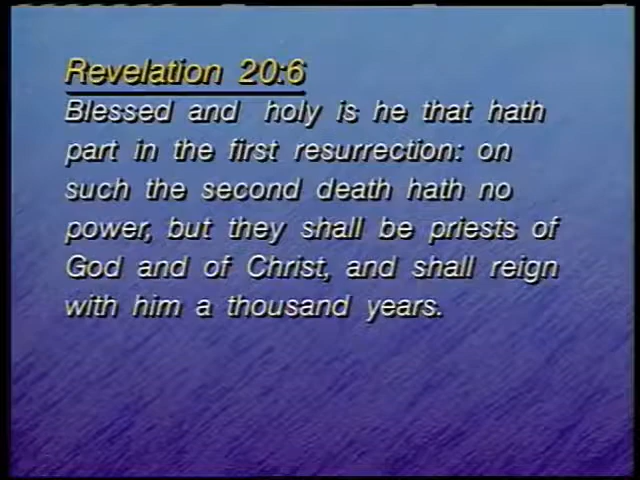 Revelation 20:6
Blessed and holy is he that hath
part in the first resurrection: on
such the second death hath no
power, but they shall be priests of
God and of Christ, and shall reign
with him a thousand years.